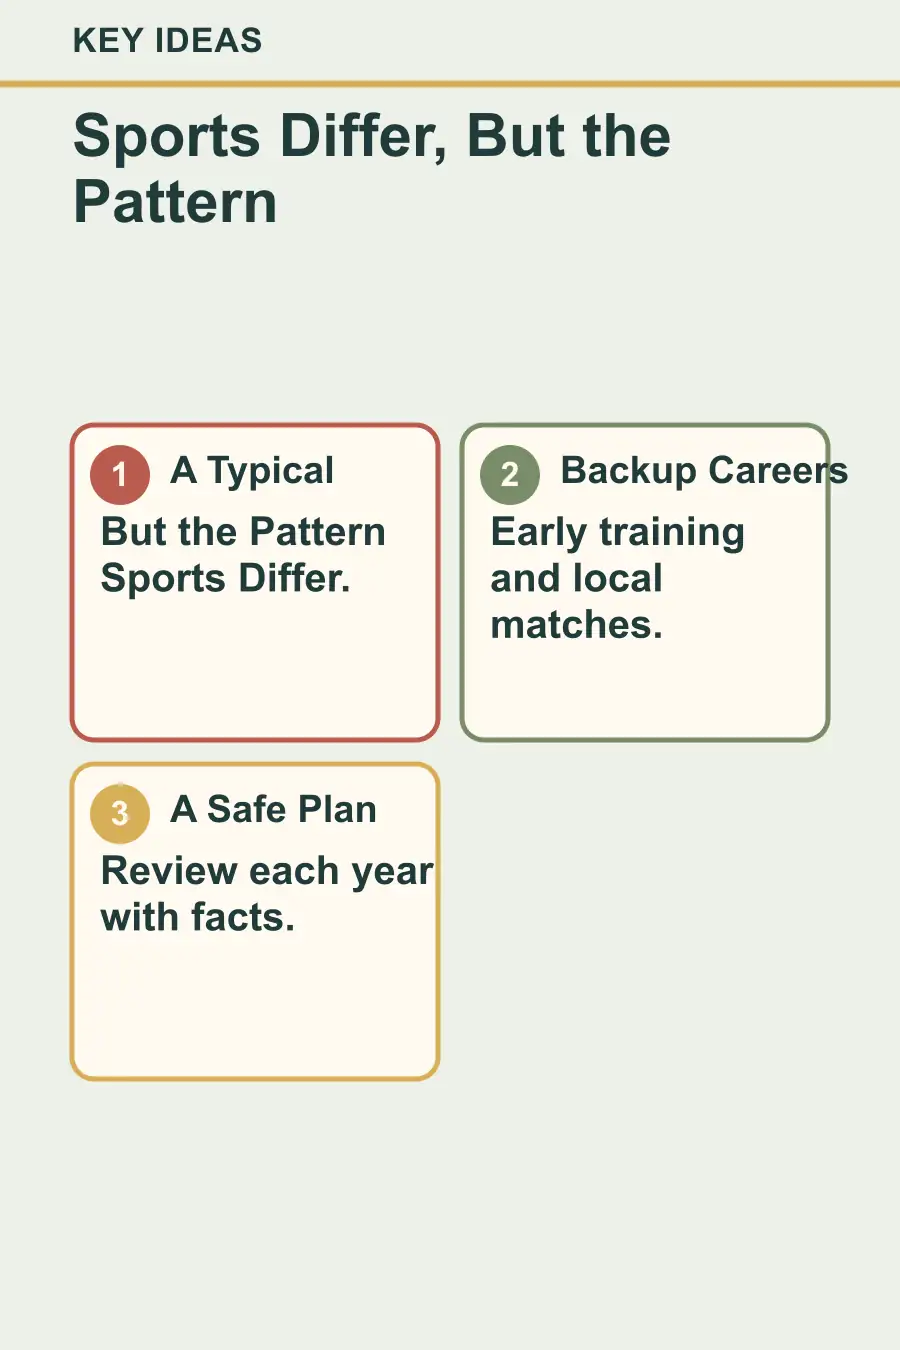 KEY IDEAS
Sports Differ, But the
Pattern
1 A Typical
But the Pattern
Sports Differ.
2 Backup Careers
Early training
and local
matches.
3 A Safe Plan
Review each year
with facts.